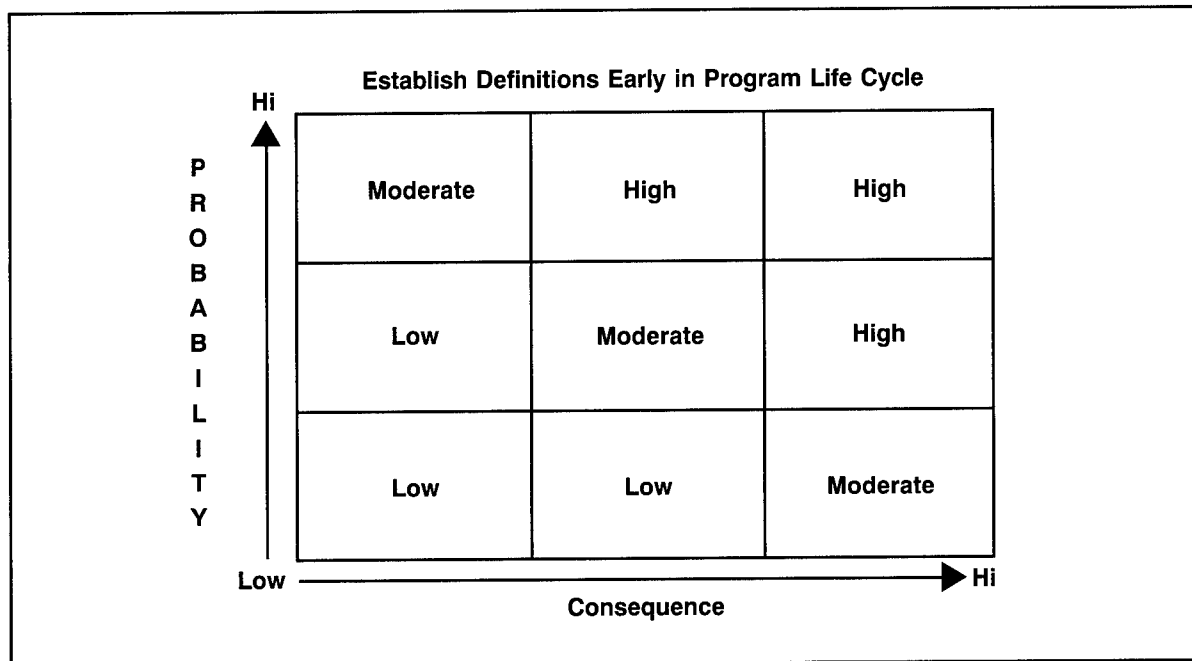 Establish Definitions Early in Program Life Cycle
Hi
PROBABILITY
Moderate High High
Low Moderate High
Low Low Moderate
Low Hi
Consequence